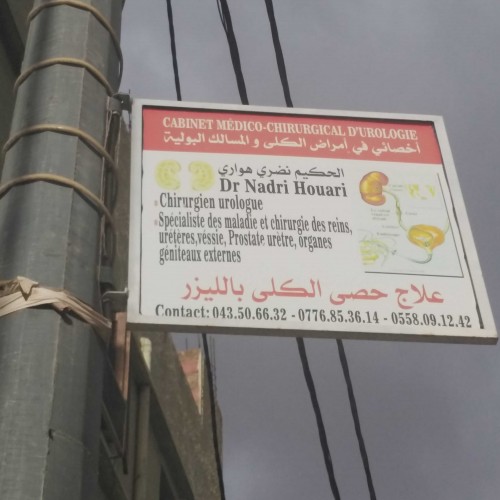 CABINET MÉDICO-CHIRURGICAL D'UROLOGIE
أخصائي في أمراض الكلى و المسالك البولية
الحكيم نضري هواري
Dr Nadri Houari
Chirurgien urologue
Spécialiste des maladie et chirurgie des reins,
urétères,vessie, Prostate urètre, organes
géniteaux externes
علاج حصى الكلى بالليزر
Contact: 043.50.66.32 - 0776.85.36.14 - 0558.09.12.42